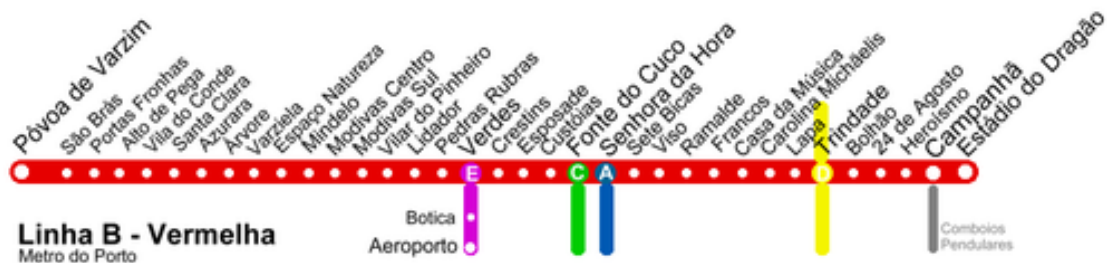 Póvoa de Varzim
São Brás
Portas Fronhas
Alto de Pega
Vila do Conde
Santa Clara
Azurara
Árvore
Varziela
Espaço Natureza
Mindelo
Modivas Centro
Modivas Sul
Vilar do Pinheiro
Lidador
Pedras Rubras
Verdes
Crestins
Esposade
Custóias
Fonte do Cuco
Senhora da Hora
Sete Bicas
Viso
Ramalde
Francos
Casa da Música
Carolina Michäelis
Lapa
Trindade
Bolhão
24 de Agosto
Heroísmo
Campanhã
Estádio do Dragão
E
C
A
D
Botica
Aeroporto
Linha B - Vermelha
Metro do Porto
Comboios
Pendulares